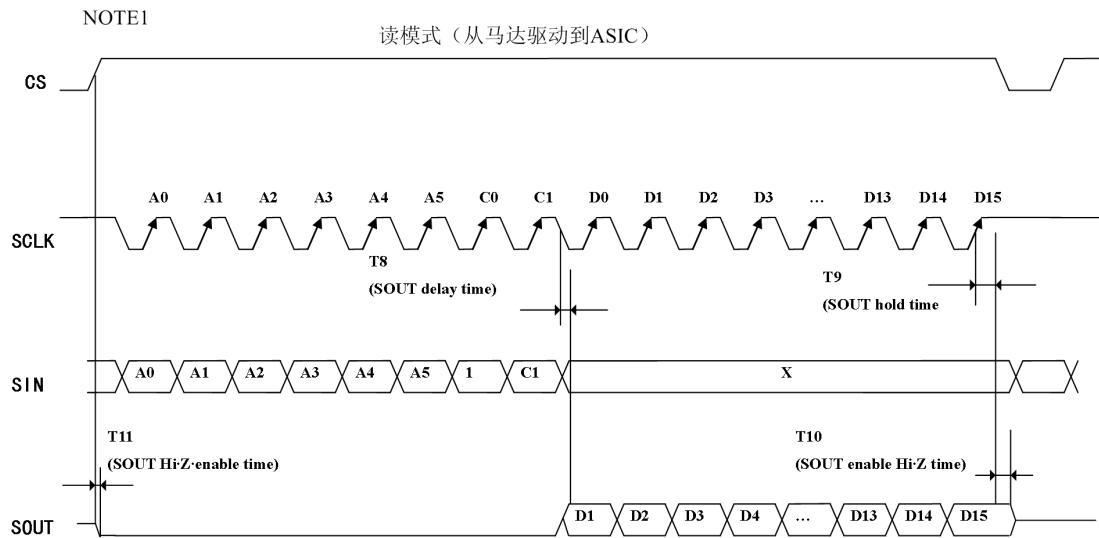 NOTE1
读模式（从马达驱动到ASIC）
CS
A0 A1 A2 A3 A4 A5 C0 C1 D0 D1 D2 D3 ... D13 D14 D15
SCLK
T8
(SOUT delay time)
T9
(SOUT hold time
SIN
A0 A1 A2 A3 A4 A5 1 C1 X
T11
(SOUT Hi-Z-enable time)
T10
(SOUT enable Hi-Z time)
SOUT
D1 D2 D3 D4 ... D13 D14 D15